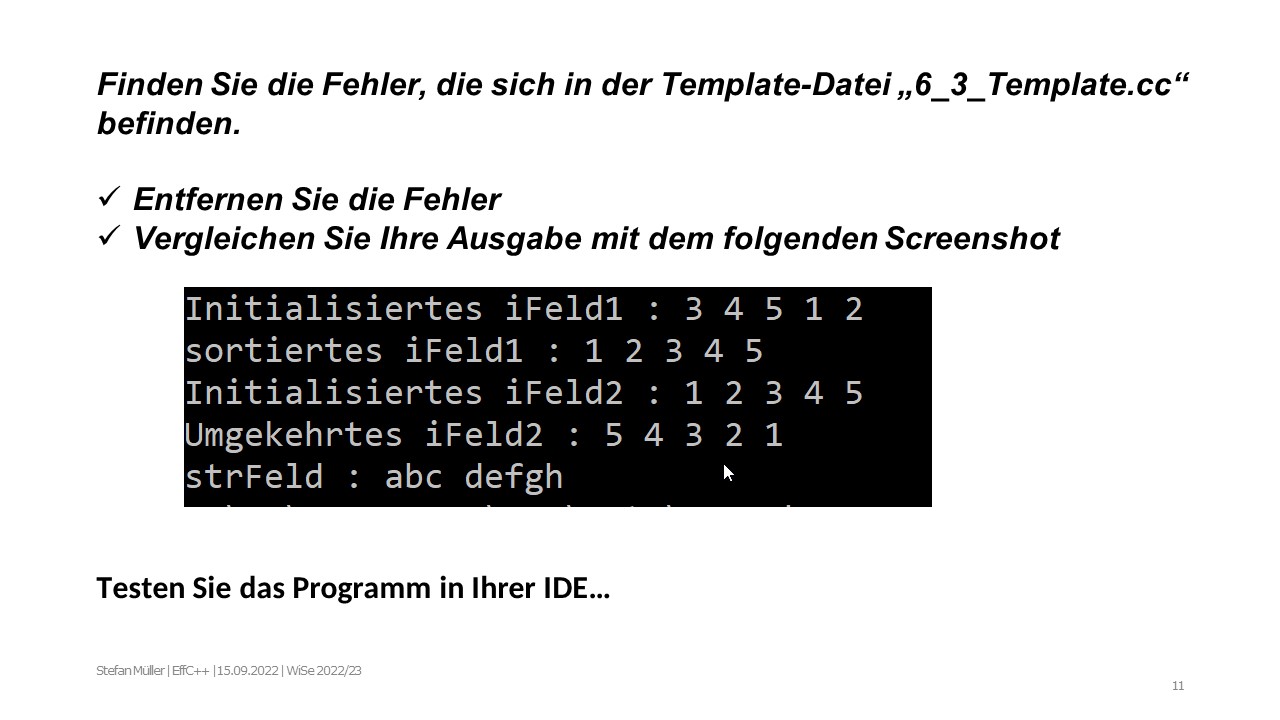 Finden Sie die Fehler, die sich in der Template-Datei „6_3_Template.cc“
befinden.
✓ Entfernen Sie die Fehler
✓ Vergleichen Sie Ihre Ausgabe mit dem folgenden Screenshot
Initialisiertes iFeld1 : 3 4 5 1 2
sortiertes iFeld1 : 1 2 3 4 5
Initialisiertes iFeld2 : 1 2 3 4 5
Umgekehrtes iFeld2 : 5 4 3 2 1
strFeld : abc defgh
Testen Sie das Programm in Ihrer IDE…
Stefan Müller | EffC++ | 15.09.2022 | WiSe 2022/23
11